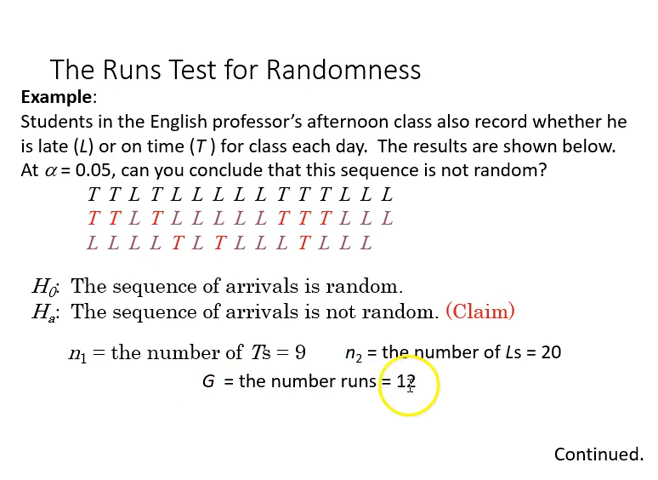 The Runs Test for Randomness
Example:
Students in the English professor's afternoon class also record whether he
is late (L) or on time (T ) for class each day. The results are shown below.
At α = 0.05, can you conclude that this sequence is not random?
T T L T L L L L L T T T L L L
T T L T L L L L L T T T L L L
L L L L T L T L L L T L L L
H₀: The sequence of arrivals is random.
Hₐ: The sequence of arrivals is not random. (Claim)
n₁ = the number of Ts = 9 n₂ = the number of Ls = 20
G = the number runs = 12
Continued.